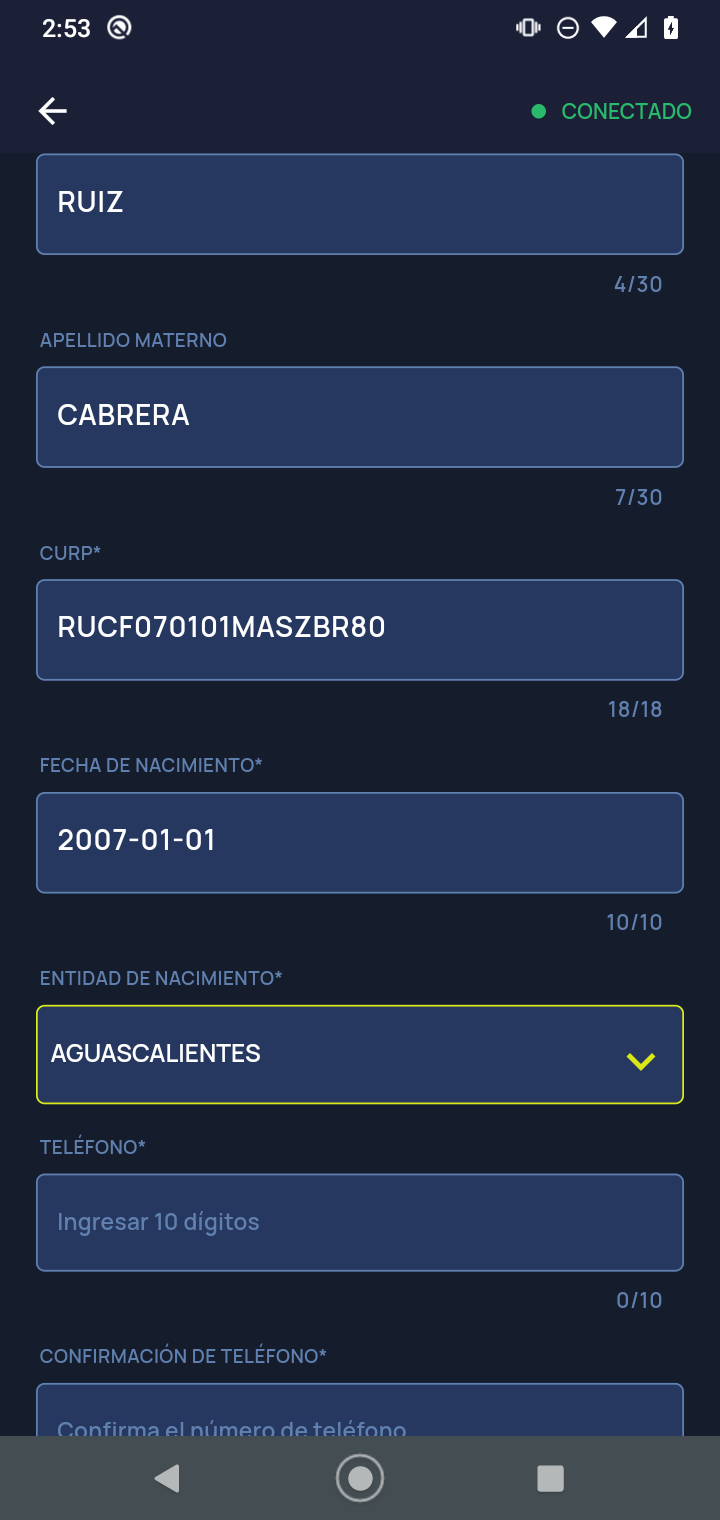 2:53
CONECTADO
RUIZ
4/30
APELLIDO MATERNO
CABRERA
7/30
CURP*
RUCF070101MASZBR80
18/18
FECHA DE NACIMIENTO*
2007-01-01
10/10
ENTIDAD DE NACIMIENTO*
AGUASCALIENTES
TELÉFONO*
Ingresar 10 dígitos
0/10
CONFIRMACIÓN DE TELÉFONO*
Confirma el número de teléfono